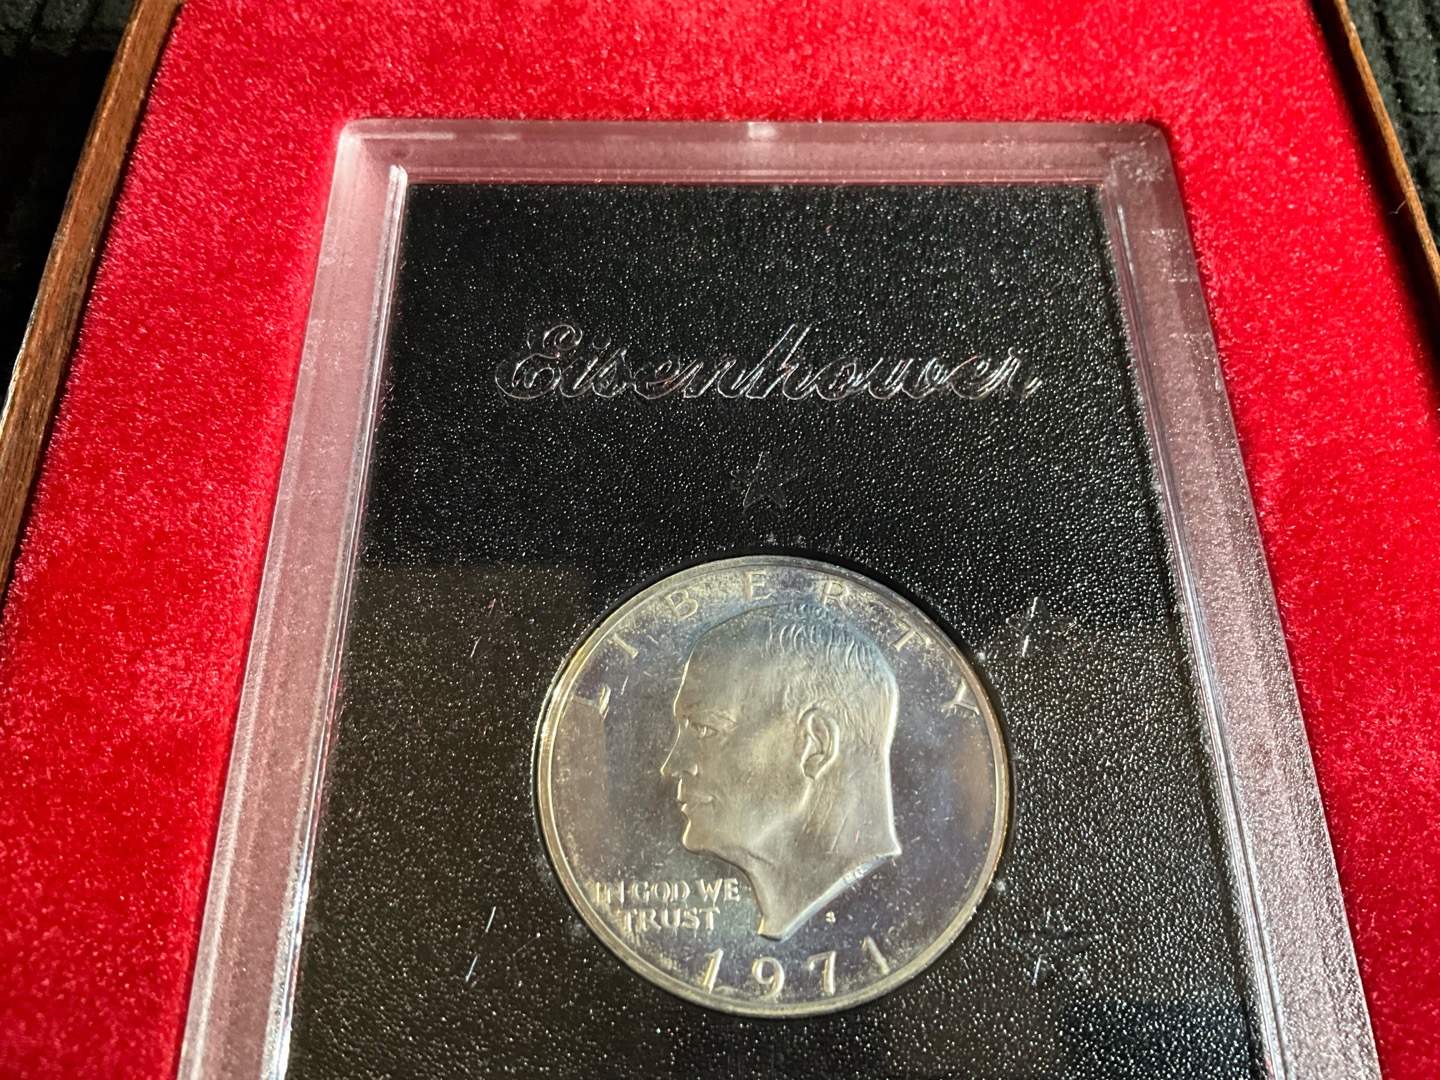 Eisenhower
LIBERTY
IN GOD WE
TRUST
S
1971